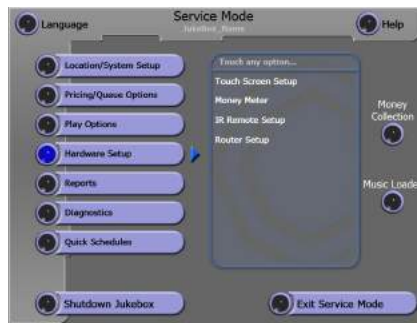 Language
Service Mode
JukeBox_Name
Help
Location/System Setup
Pricing/Queue Options
Play Options
Hardware Setup
Reports
Diagnostics
Quick Schedules
Touch any option...
Touch Screen Setup
Money Meter
IR Remote Setup
Router Setup
Money
Collection
Music Loade
Shutdown Jukebox
Exit Service Mode